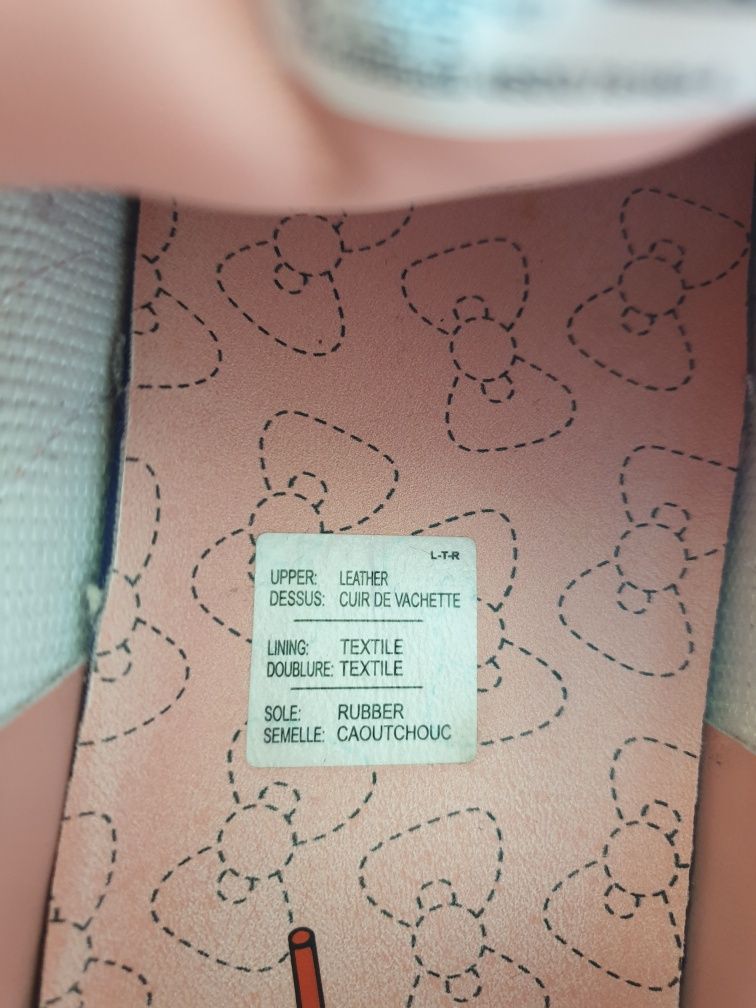 L-T-R
UPPER: LEATHER
DESSUS: CUIR DE VACHETTE
LINING: TEXTILE
DOUBLURE: TEXTILE
SOLE: RUBBER
SEMELLE: CAOUTCHOUC